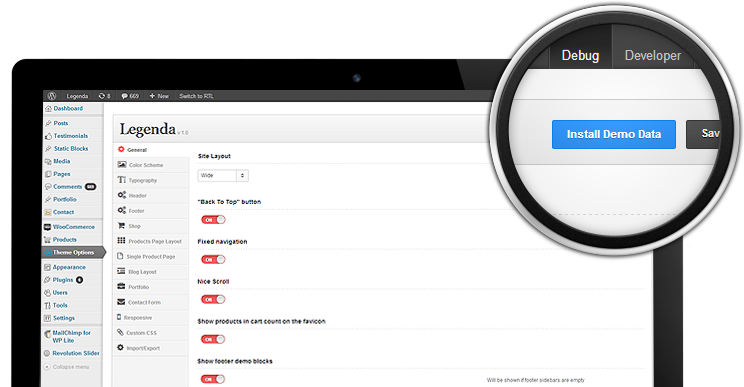 Debug Developer
Install Demo Data Sav
Legenda 8 669 + New Switch to RTL
Dashboard
Posts
Testimonials
Static Blocks
Media
Pages
Comments 669
Portfolio
Contact
WooCommerce
Products
Theme Options
Appearance
Plugins 6
Users
Tools
Settings
MailChimp for
WP Lite
Revolution Slider
Collapse menu
Legenda v 1.0
General
Color Scheme
Typography
Header
Footer
Shop
Products Page Layout
Single Product Page
Blog Layout
Portfolio
Contact Form
Responsive
Custom CSS
Import/Export
Site Layout
Wide
"Back To Top" button
ON
Fixed navigation
ON
Nice Scroll
ON
Show products in cart count on the favicon
ON
Show footer demo blocks
ON
Will be shown if footer sidebars are empty